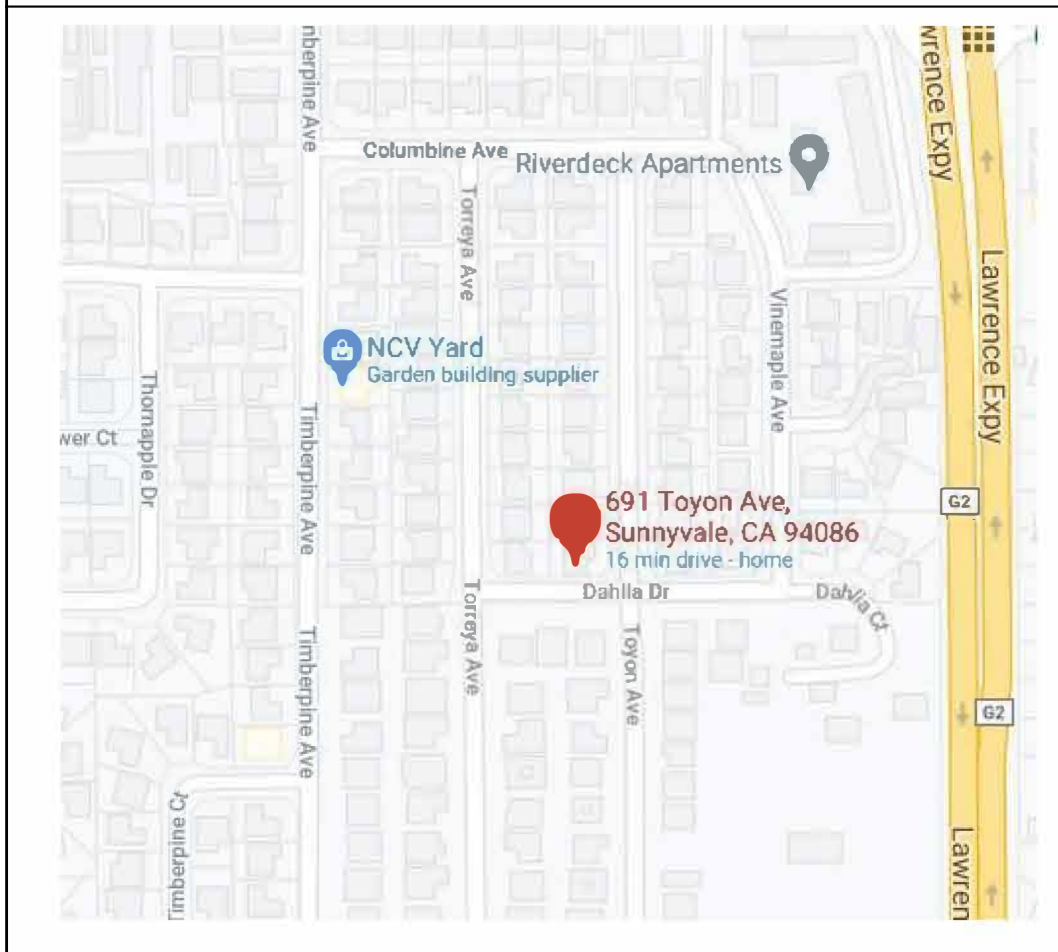 nberpine Ave
wrence Expy
Columbine Ave
Riverdeck Apartments
Torreya Ave
Lawrence Expy
Vinemaple Ave
NCV Yard
Garden building supplier
Thornapple Dr
wer Ct
Timberpine Ave
691 Toyon Ave,
Sunnyvale, CA 94086
16 min drive - home
G2
Dahlia Dr
Dahlia Ct
Torreya Ave
Toyon Ave
Timberpine Ave
G2
Timberpine Ct
Lawren